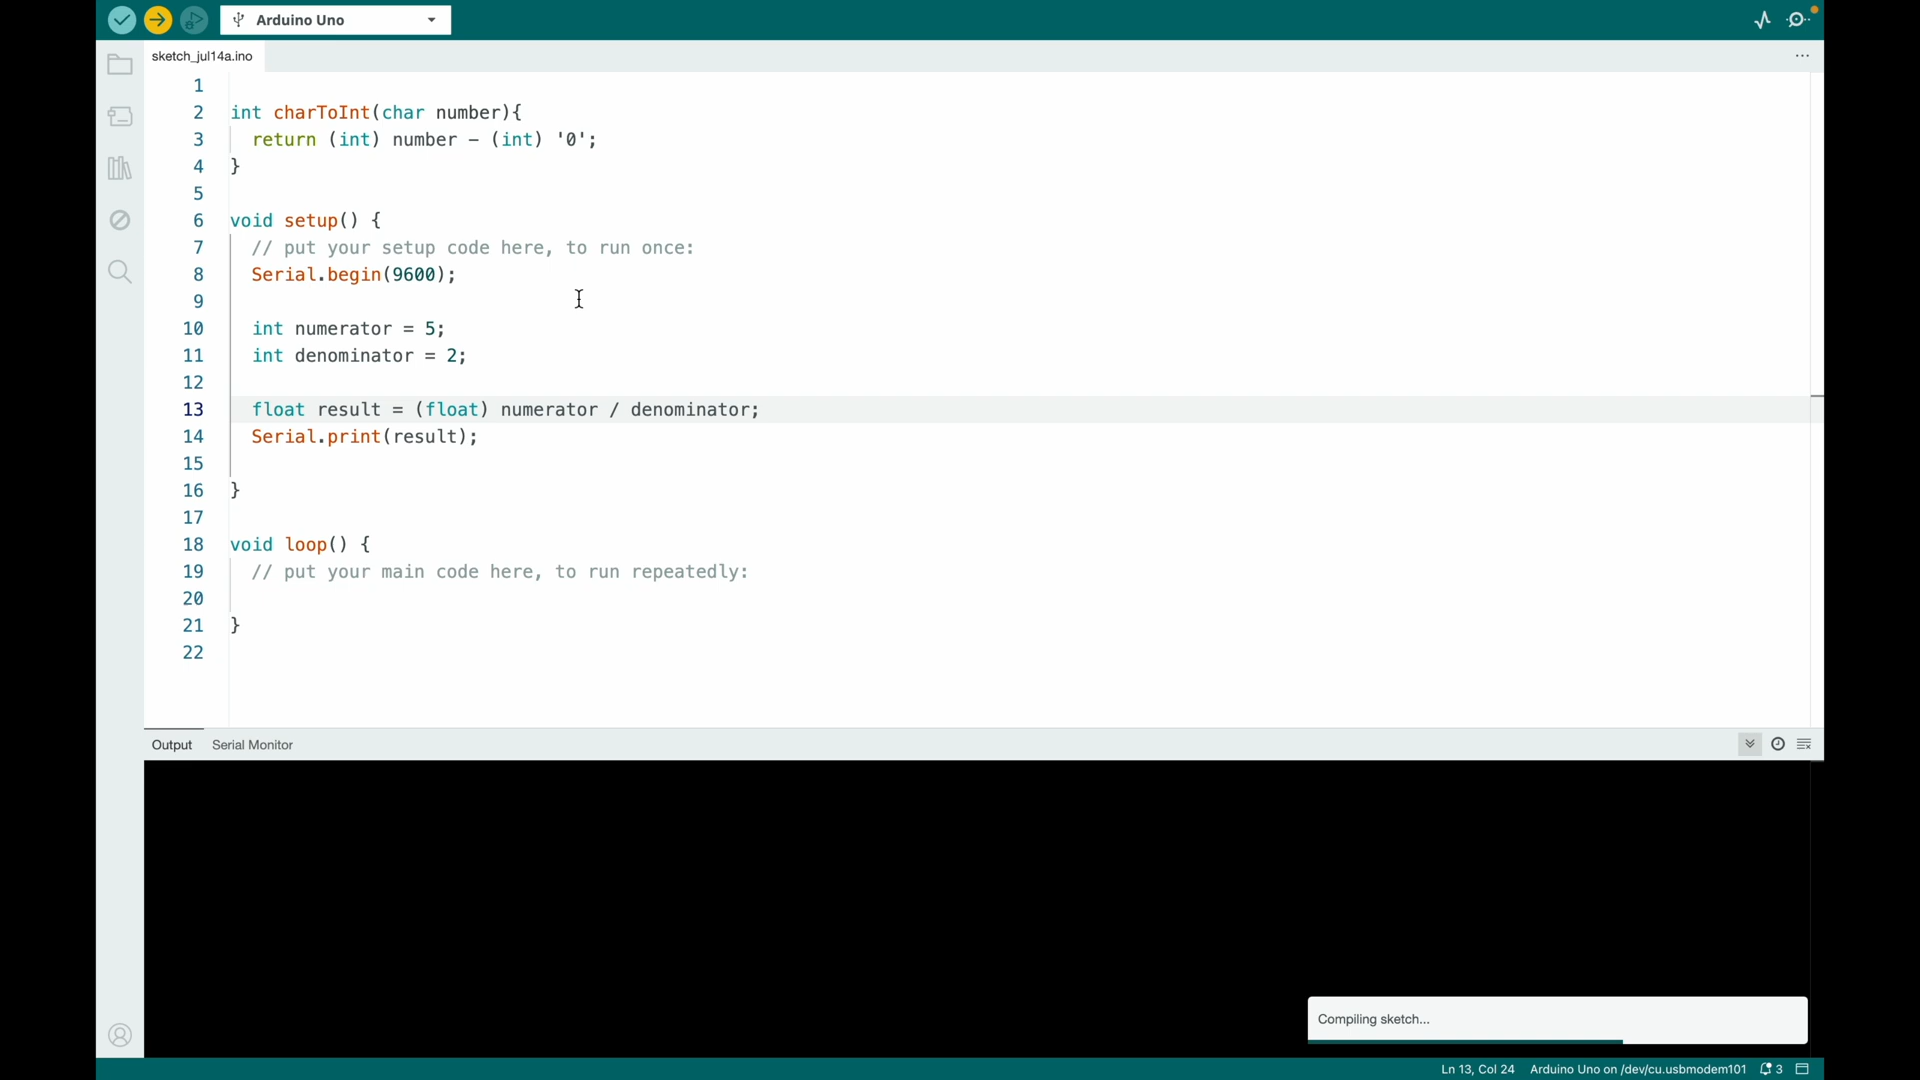 Arduino Uno
sketch_jul14a.ino
...
1
2 int charToInt(char number){
3 return (int) number - (int) '0';
4 }
5
6 void setup() {
7 // put your setup code here, to run once:
8 Serial.begin(9600);
9
10 int numerator = 5;
11 int denominator = 2;
12
13 float result = (float) numerator / denominator;
14 Serial.print(result);
15
16 }
17
18 void loop() {
19 // put your main code here, to run repeatedly:
20
21 }
22
Output Serial Monitor
Compiling sketch...
Ln 13, Col 24 Arduino Uno on /dev/cu.usbmodem101 3